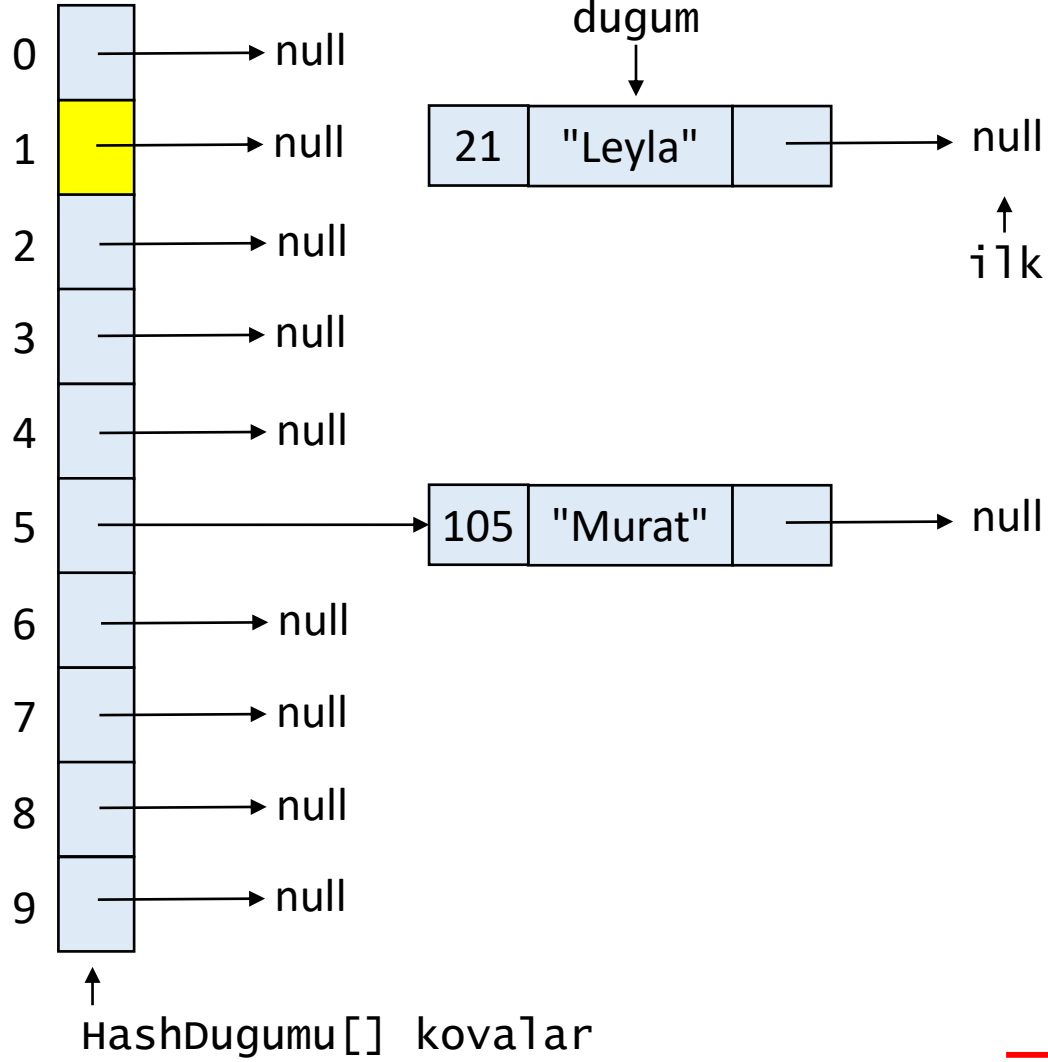 dugum
0 null
1 null 21 "Leyla" null
2 null
ilk
3 null
4 null
5 105 "Murat" null
6 null
7 null
8 null
9 null
HashDugumu[] kovalar